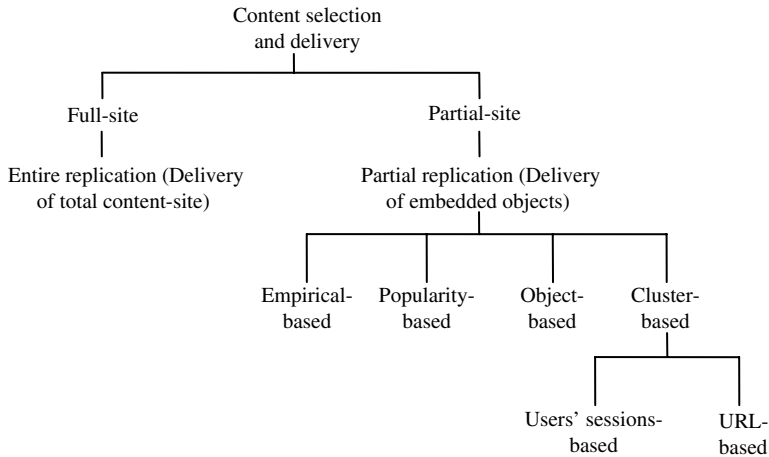 Content selection
and delivery
Full-site
Partial-site
Entire replication (Delivery
of total content-site)
Partial replication (Delivery
of embedded objects)
Empirical-
based
Popularity-
based
Object-
based
Cluster-
based
Users’ sessions-
based
URL-
based